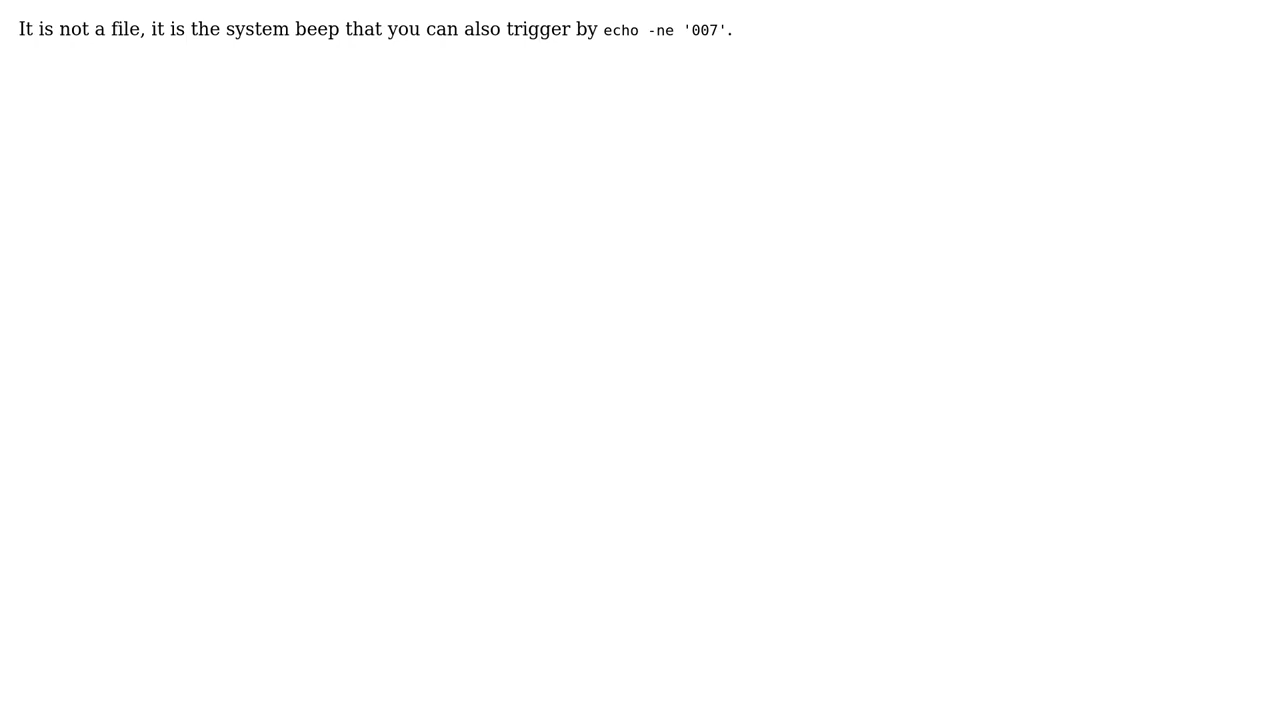 It is not a file, it is the system beep that you can also trigger by echo -ne '007'.